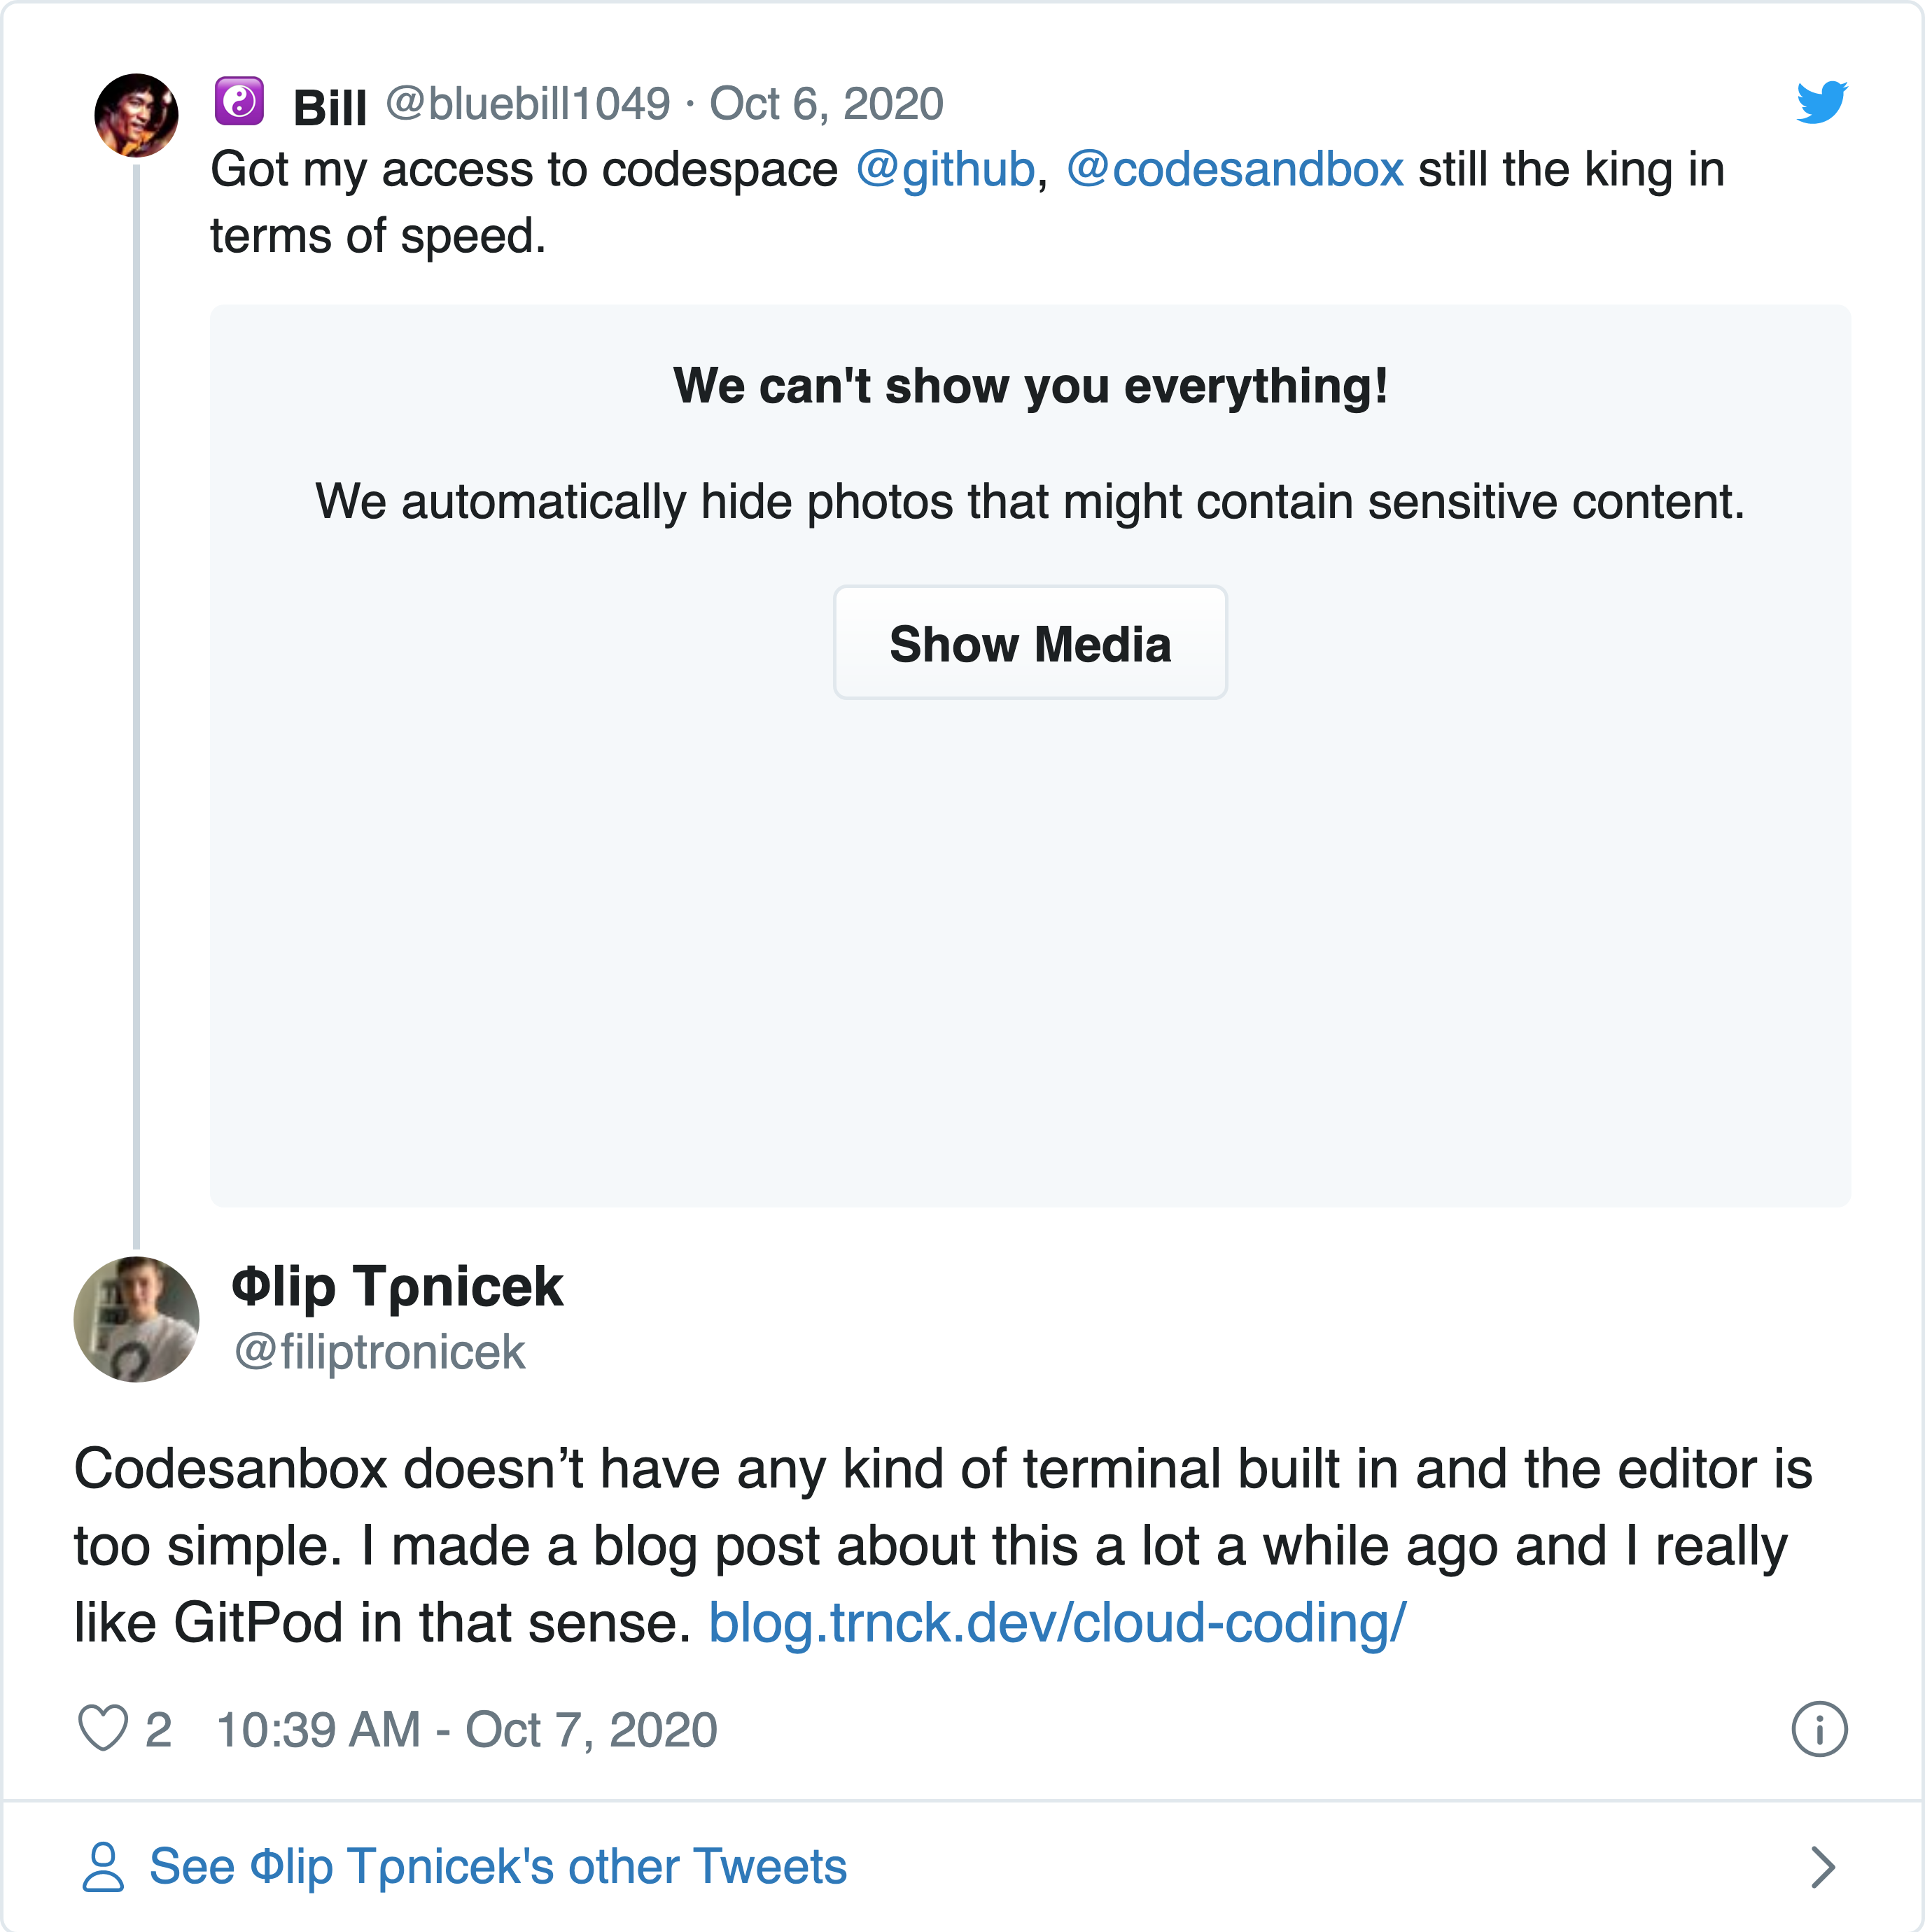 Bill @bluebill1049 · Oct 6, 2020
Got my access to codespace @github, @codesandbox still the king in
terms of speed.
We can't show you everything!
We automatically hide photos that might contain sensitive content.
Show Media
Φlip Tρnicek
@filiptronicek
Codesanbox doesn’t have any kind of terminal built in and the editor is
too simple. I made a blog post about this a lot a while ago and I really
like GitPod in that sense. blog.trnck.dev/cloud-coding/
2 10:39 AM - Oct 7, 2020
See Φlip Tρnicek's other Tweets